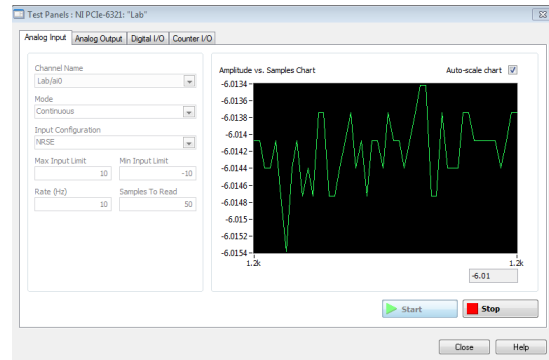 Test Panels : NI PCIe-6321: "Lab"
Analog Input Analog Output Digital I/O Counter I/O
Channel Name
Lab/ai0
Mode
Continuous
Input Configuration
NRSE
Max Input Limit Min Input Limit
10 -10
Rate (Hz) Samples To Read
10 50
Amplitude vs. Samples Chart Auto-scale chart
-6.0134
-6.0136
-6.0138
-6.014
-6.0142
-6.0144
-6.0146
-6.0148
-6.015
-6.0152
-6.0154
1.2k 1.2k
-6.01
Start Stop
Close Help